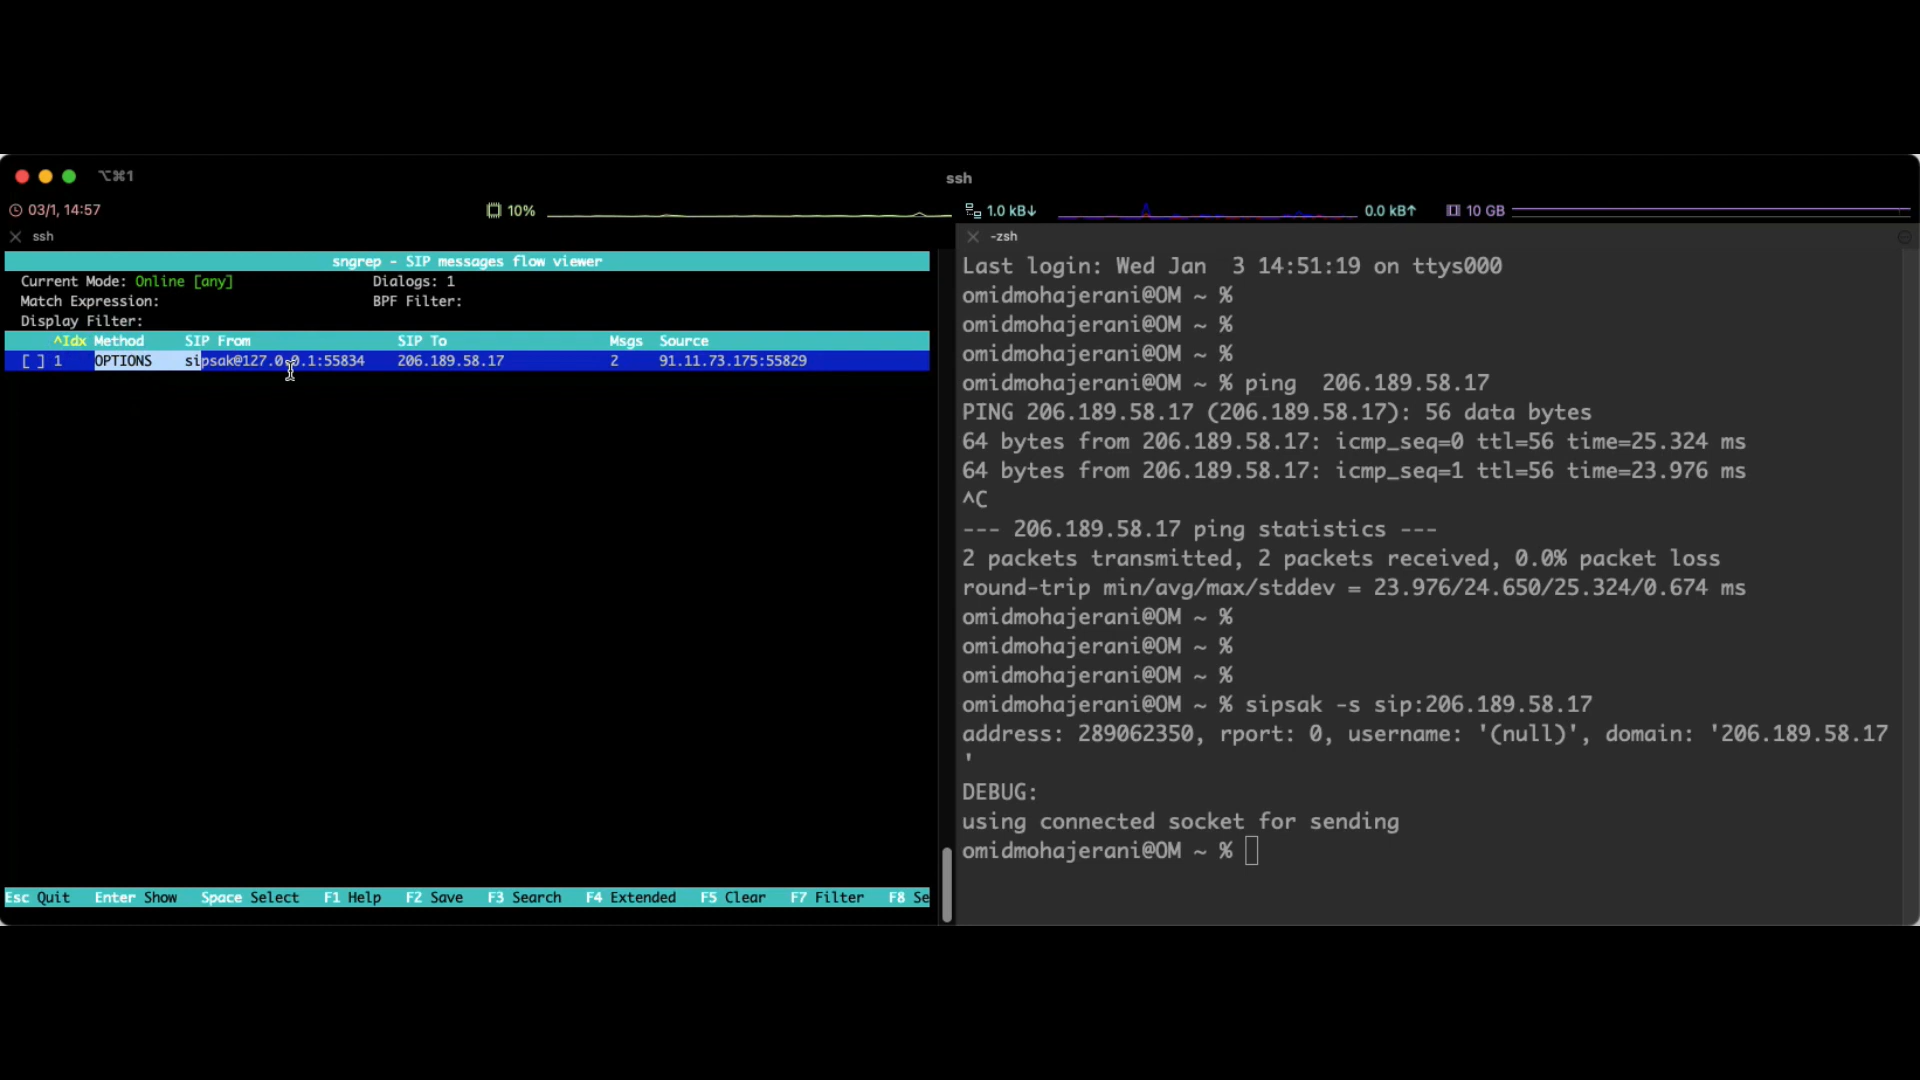 ⌥⌘1
ssh
03/1, 14:57
10%
1.0 kB↓
0.0 kB↑
10 GB
ssh
sngrep - SIP messages flow viewer
Current Mode: Online [any] Dialogs: 1
Match Expression: BPF Filter:
Display Filter:
^Idx Method SIP From SIP To Msgs Source
[ ] 1 OPTIONS sipsak@127.0.0.1:55834 206.189.58.17 2 91.11.73.175:55829
Esc Quit Enter Show Space Select F1 Help F2 Save F3 Search F4 Extended F5 Clear F7 Filter F8 Se
-zsh
Last login: Wed Jan  3 14:51:19 on ttys000
omidmohajerani@OM ~ %
omidmohajerani@OM ~ %
omidmohajerani@OM ~ %
omidmohajerani@OM ~ % ping  206.189.58.17
PING 206.189.58.17 (206.189.58.17): 56 data bytes
64 bytes from 206.189.58.17: icmp_seq=0 ttl=56 time=25.324 ms
64 bytes from 206.189.58.17: icmp_seq=1 ttl=56 time=23.976 ms
^C
--- 206.189.58.17 ping statistics ---
2 packets transmitted, 2 packets received, 0.0% packet loss
round-trip min/avg/max/stddev = 23.976/24.650/25.324/0.674 ms
omidmohajerani@OM ~ %
omidmohajerani@OM ~ %
omidmohajerani@OM ~ %
omidmohajerani@OM ~ % sipsak -s sip:206.189.58.17
address: 289062350, rport: 0, username: '(null)', domain: '206.189.58.17
'
DEBUG:
using connected socket for sending
omidmohajerani@OM ~ %